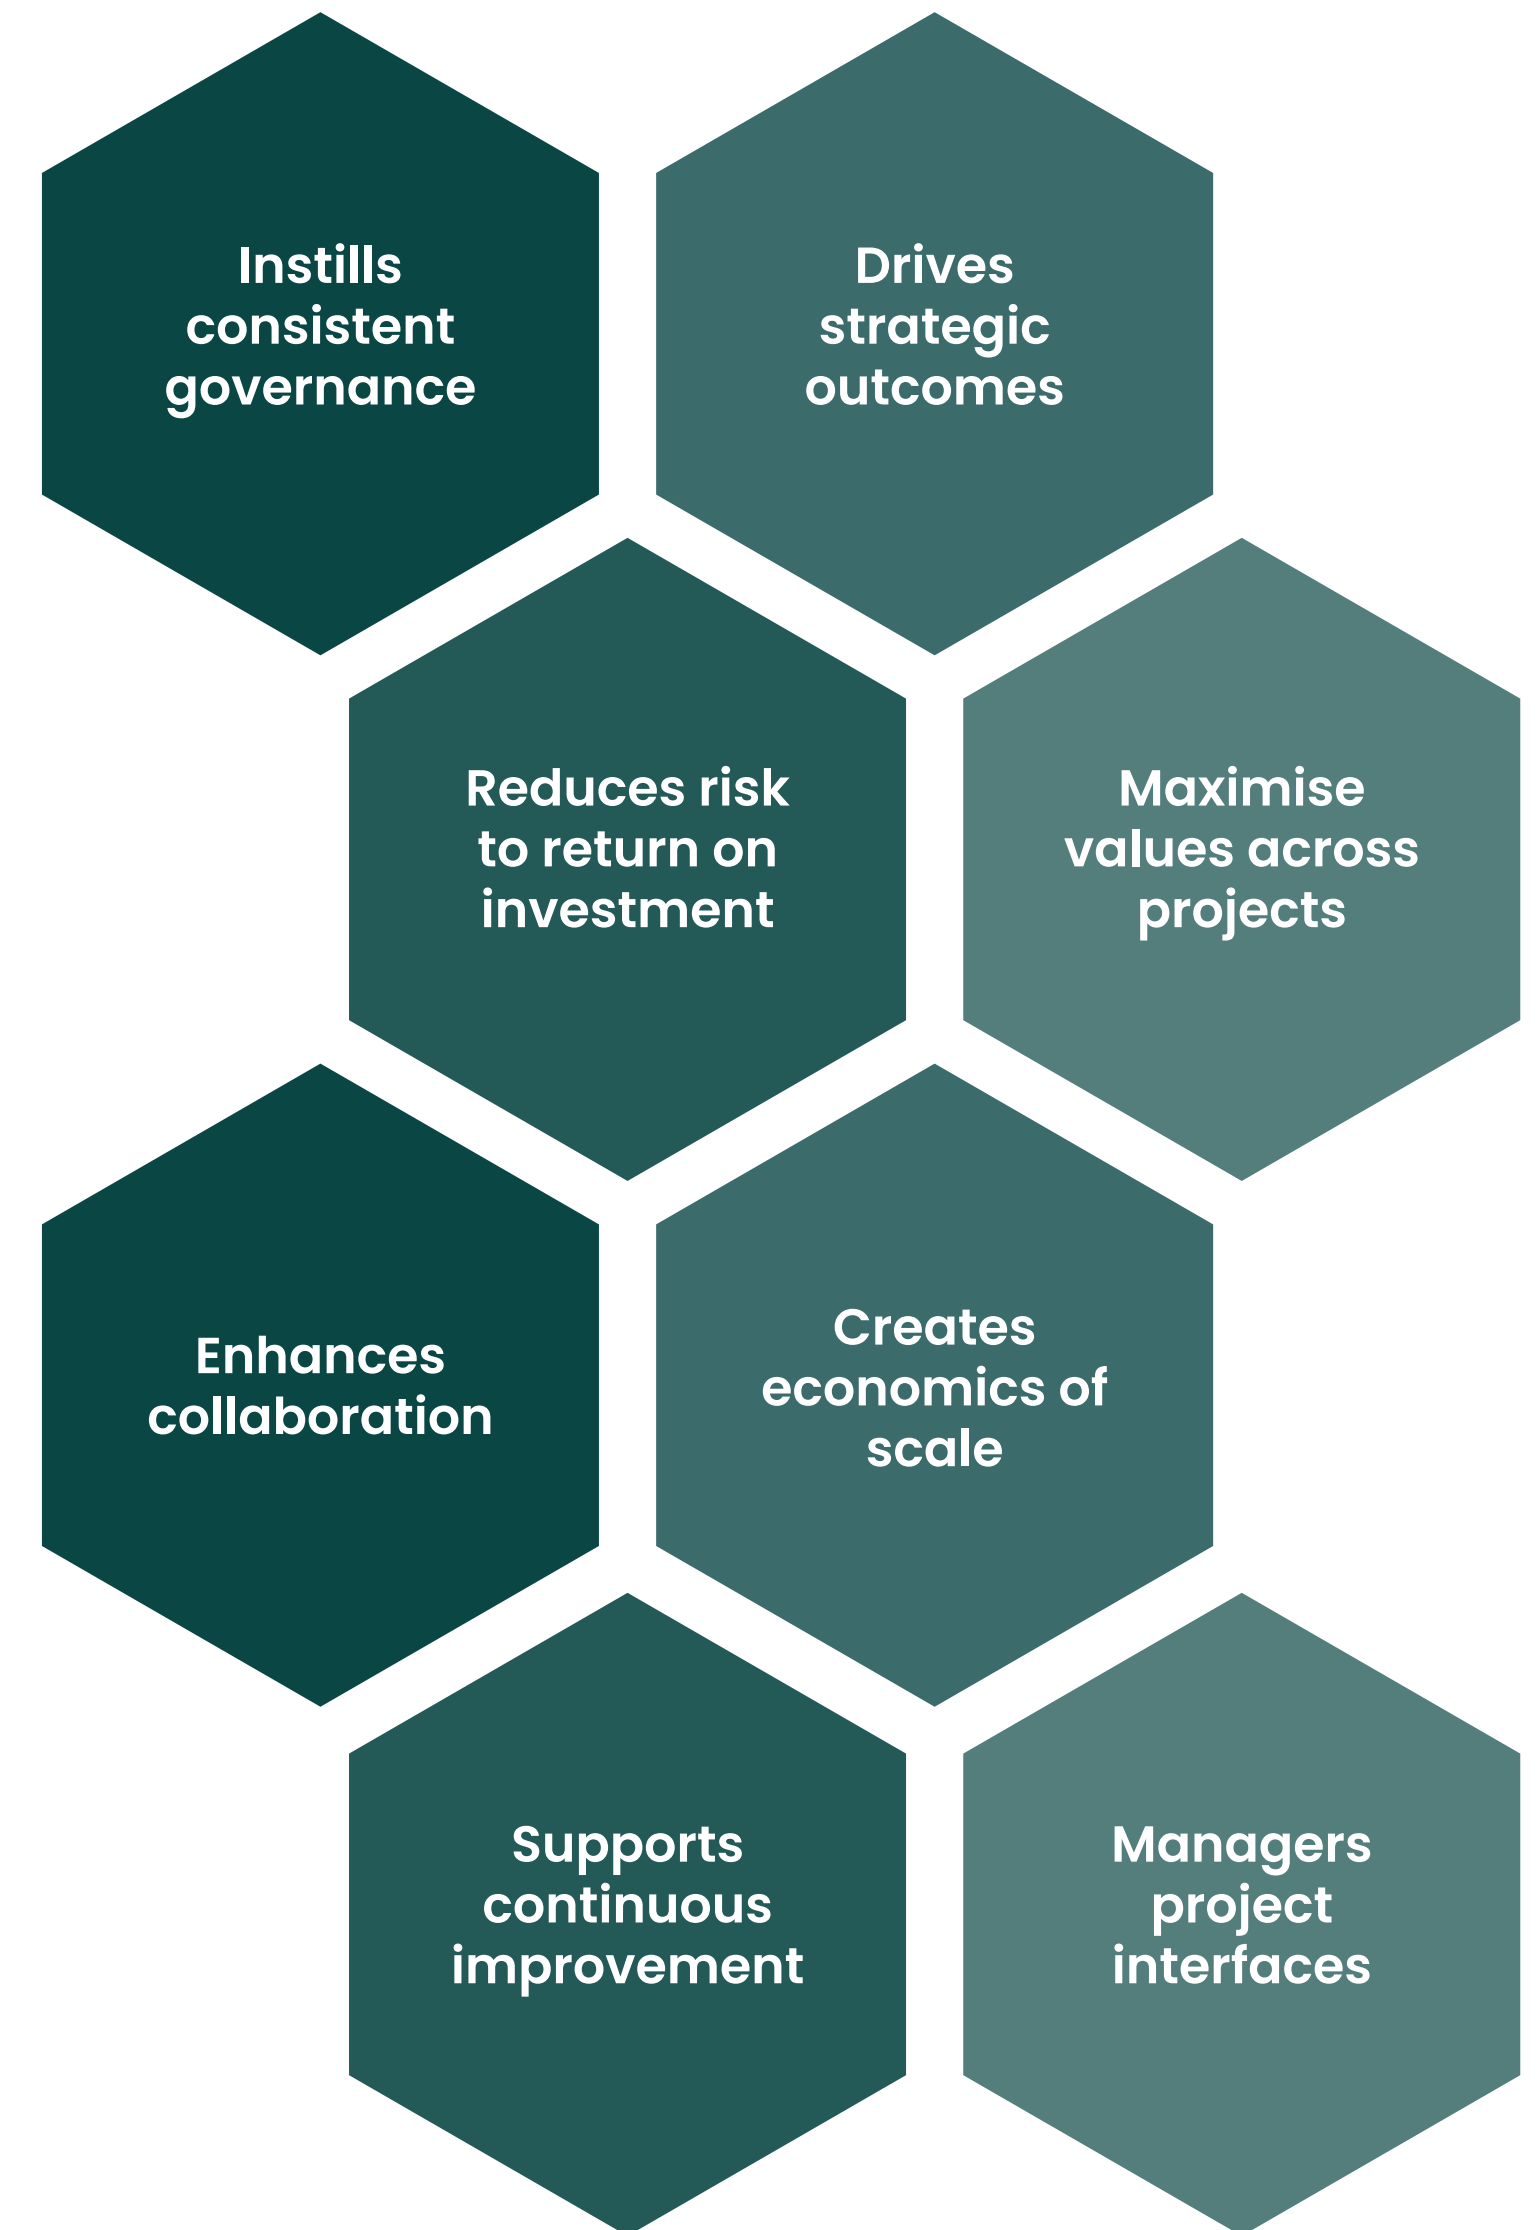 Instills
consistent
governance
Drives
strategic
outcomes
Reduces risk
to return on
investment
Maximise
values across
projects
Enhances
collaboration
Creates
economics of
scale
Supports
continuous
improvement
Managers
project
interfaces